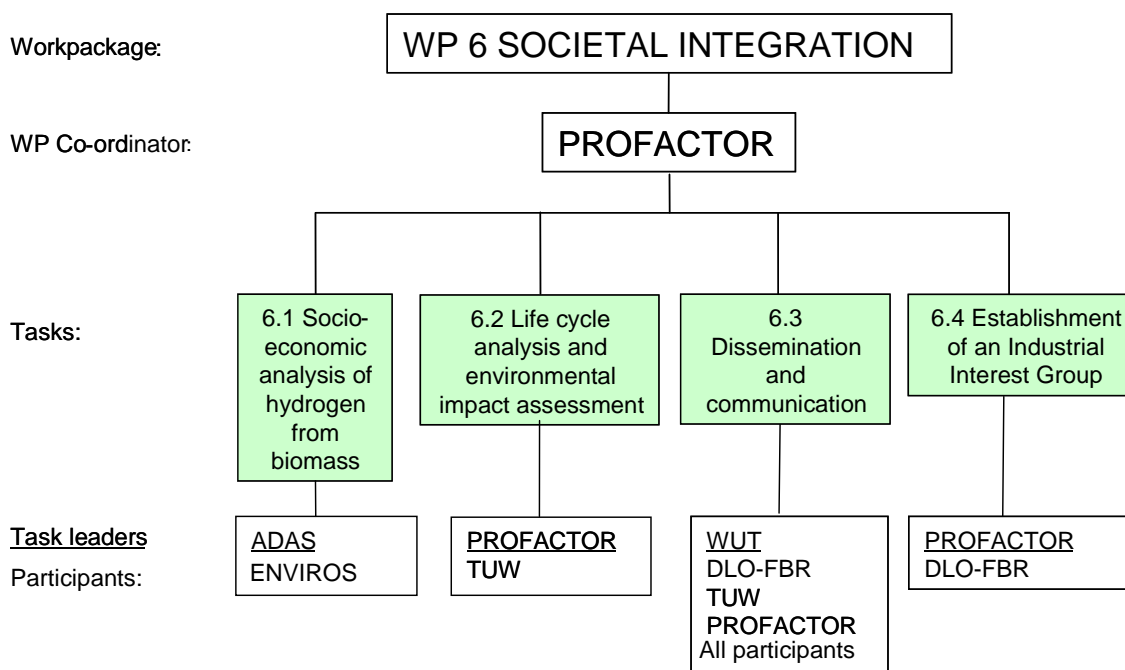 Workpackage:
WP 6 SOCIETAL INTEGRATION
WP Co-ordinator:
PROFACTOR
Tasks:
6.1 Socio-
economic
analysis of
hydrogen
from
biomass
6.2 Life cycle
analysis and
environmental
impact assessment
6.3
Dissemination
and
communication
6.4 Establishment
of an Industrial
Interest Group
Task leaders
Participants:
ADAS
ENVIROS
PROFACTOR
TUW
WUT
DLO-FBR
TUW
PROFACTOR
All participants
PROFACTOR
DLO-FBR